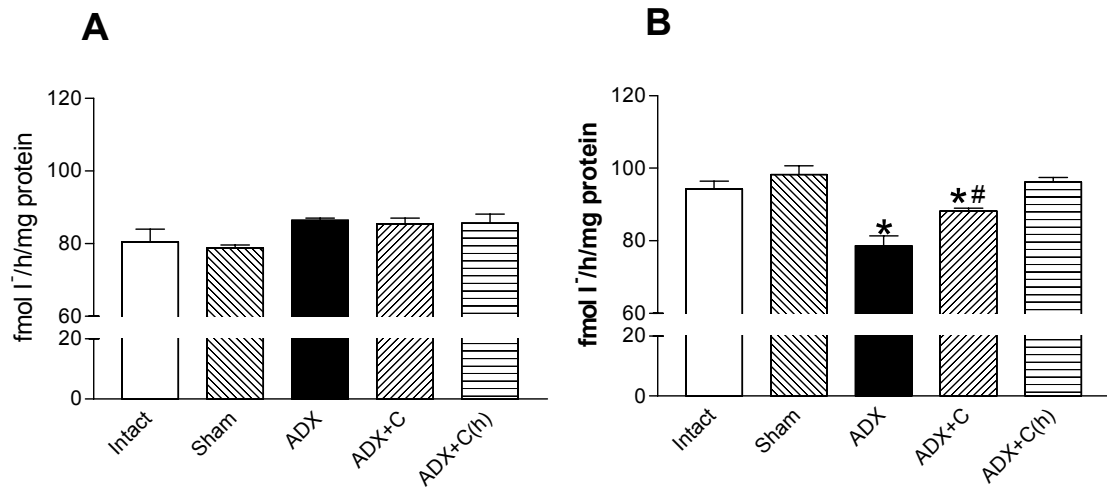 A
fmol I⁻/h/mg protein
120
100
80
60
20
0
Intact
Sham
ADX
ADX+C
ADX+C(h)
B
fmol I⁻/h/mg protein
120
100
80
60
20
0
*
*#
Intact
Sham
ADX
ADX+C
ADX+C(h)